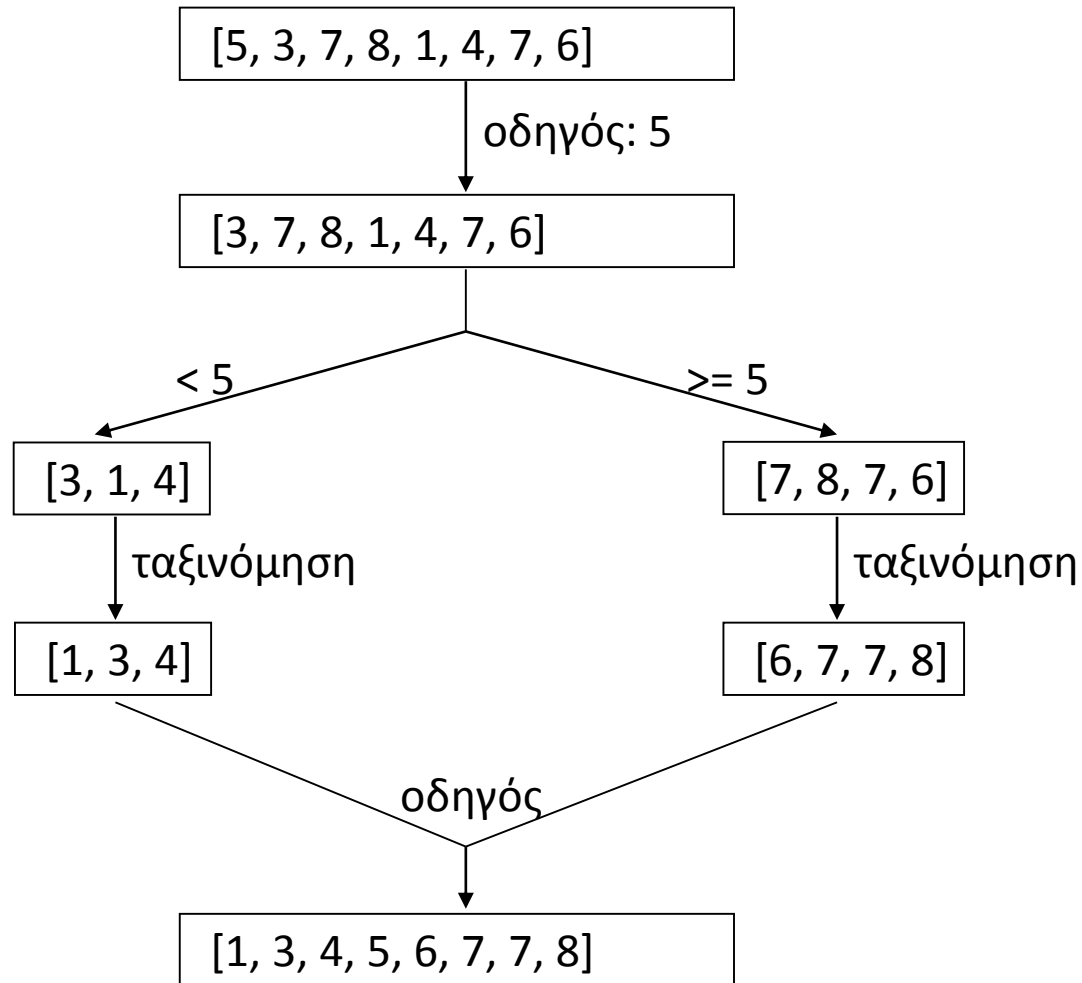 [5, 3, 7, 8, 1, 4, 7, 6]
οδηγός: 5
[3, 7, 8, 1, 4, 7, 6]
< 5
>= 5
[3, 1, 4]
[7, 8, 7, 6]
ταξινόμηση
ταξινόμηση
[1, 3, 4]
[6, 7, 7, 8]
οδηγός
[1, 3, 4, 5, 6, 7, 7, 8]